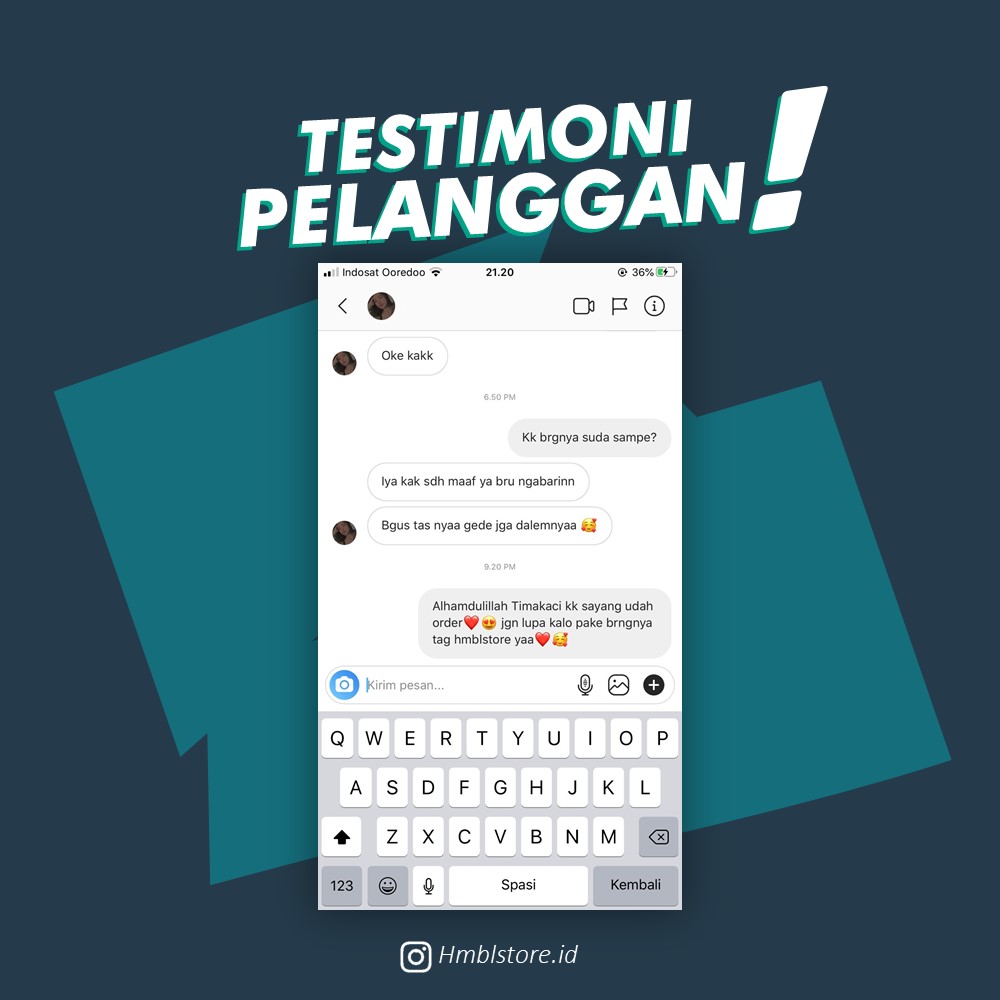 TESTIMONI
PELANGGAN!
Indosat Ooredoo 21.20 36%
Oke kakk
6.50 PM
Kk brgnya suda sampe?
Iya kak sdh maaf ya bru ngabarinn
Bgus tas nyaa gede jga dalemnyaa 🥰
9.20 PM
Alhamdulillah Timakaci kk sayang udah
order❤️😍 jgn lupa kalo pake brngnya
tag hmblstore yaa❤️🥰
Kirim pesan...
Q W E R T Y U I O P
A S D F G H J K L
Z X C V B N M
123 Spasi Kembali
Hmblstore.id